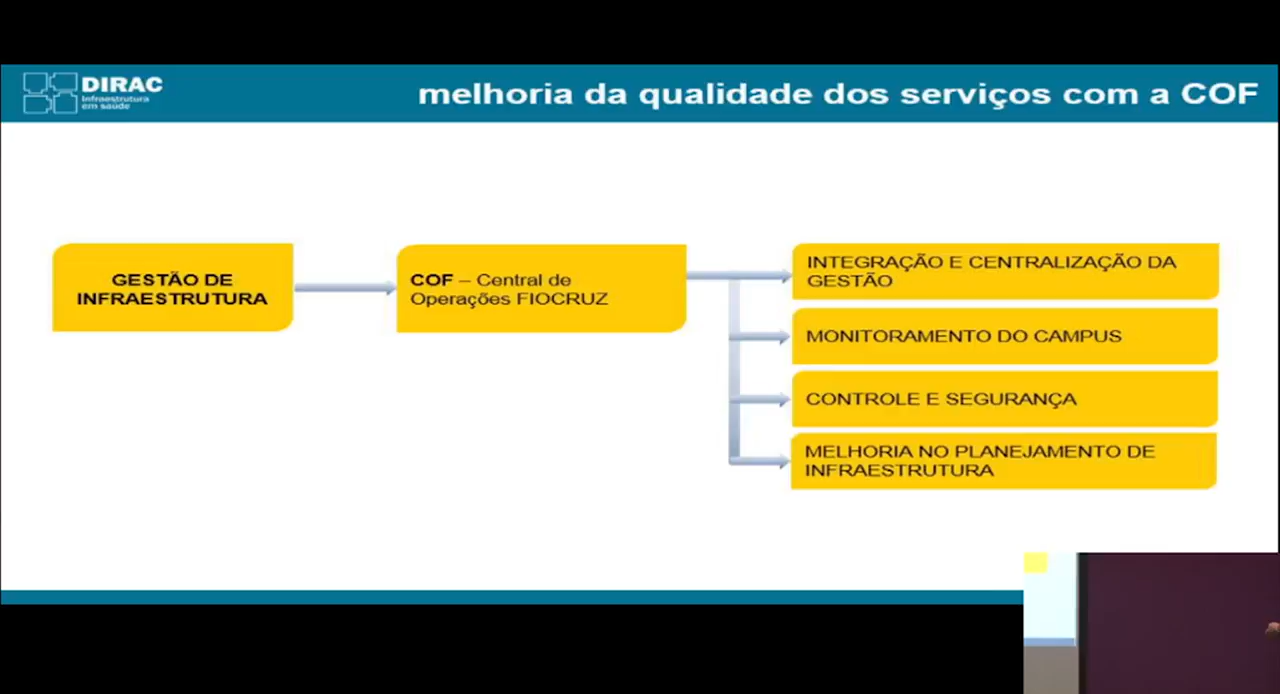 DIRAC
Infraestrutura
em saúde
melhoria da qualidade dos serviços com a COF
GESTÃO DE
INFRAESTRUTURA
COF – Central de
Operações FIOCRUZ
INTEGRAÇÃO E CENTRALIZAÇÃO DA
GESTÃO
MONITORAMENTO DO CAMPUS
CONTROLE E SEGURANÇA
MELHORIA NO PLANEJAMENTO DE
INFRAESTRUTURA